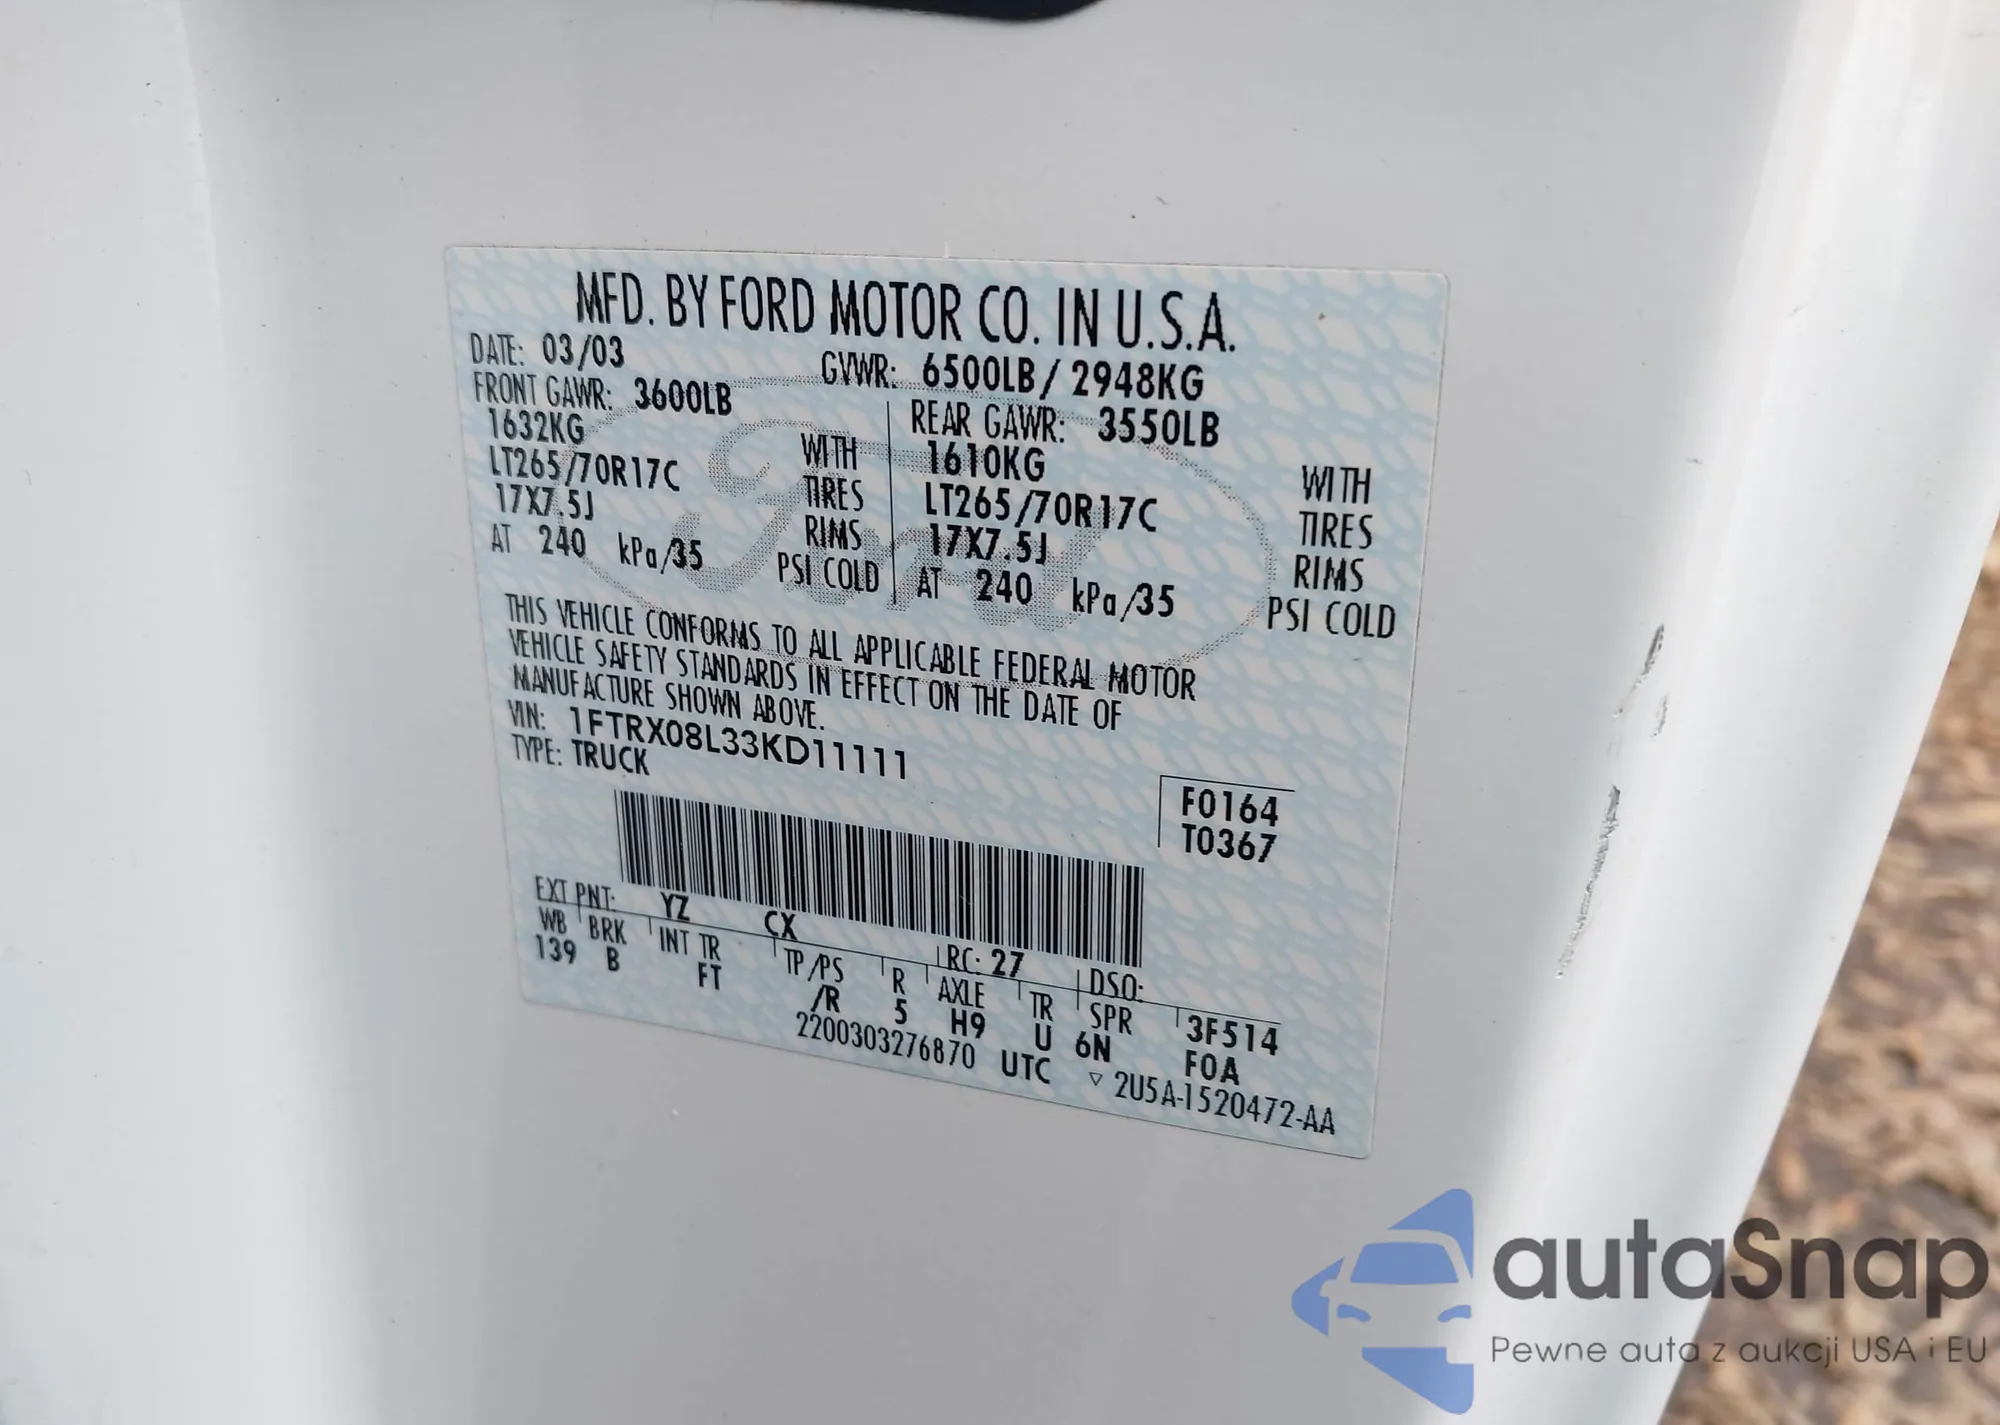 MFD. BY FORD MOTOR CO. IN U.S.A.
DATE: 03/03 GVWR: 6500LB / 2948KG
FRONT GAWR: 3600LB REAR GAWR: 3550LB
1632KG WITH 1610KG WITH
LT265/70R17C TIRES LT265/70R17C TIRES
17X7.5J RIMS 17X7.5J RIMS
AT 240 kPa/35 PSI COLD AT 240 kPa/35 PSI COLD
THIS VEHICLE CONFORMS TO ALL APPLICABLE FEDERAL MOTOR
VEHICLE SAFETY STANDARDS IN EFFECT ON THE DATE OF
MANUFACTURE SHOWN ABOVE.
VIN: 1FTRX08L33KD11111
TYPE: TRUCK
F0164
T0367
EXT PNT: YZ CX RC: 27 DSO:
WB BRK INT TR TP/PS R AXLE TR SPR 3F514
139 B FT /R 5 H9 U 6N F0A
2200303276870 UTC ▽ 2U5A-1520472-AA
Ford
autaSnap
Pewne auta z aukcji USA i EU